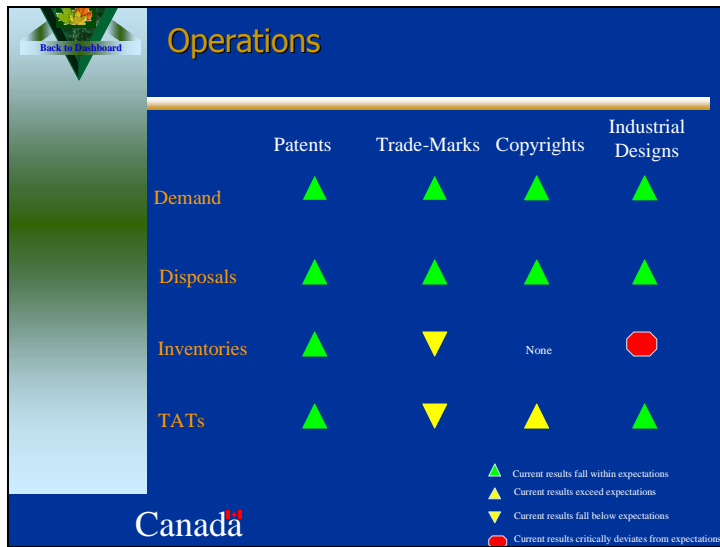 Back to Dashboard
Operations
Patents
Trade-Marks
Copyrights
Industrial
Designs
Demand
Disposals
Inventories
None
TATs
Current results fall within expectations
Current results exceed expectations
Current results fall below expectations
Current results critically deviates from expectations
Canada